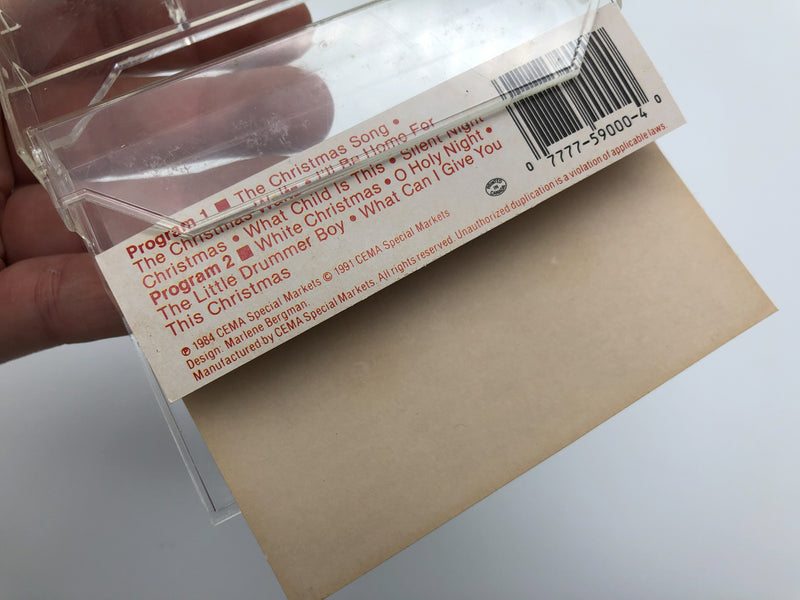 Program 1 ■ The Christmas Song •
The Christmas Waltz • I'll Be Home For
Christmas • What Child Is This • Silent Night
Program 2 ■ White Christmas • O Holy Night •
The Little Drummer Boy • What Can I Give You
This Christmas
℗ 1984 CEMA Special Markets © 1991 CEMA Special Markets
Design: Marlene Bergman.
Manufactured by CEMA Special Markets. All rights reserved. Unauthorized duplication is a violation of applicable laws
0 7777-59000-4 0